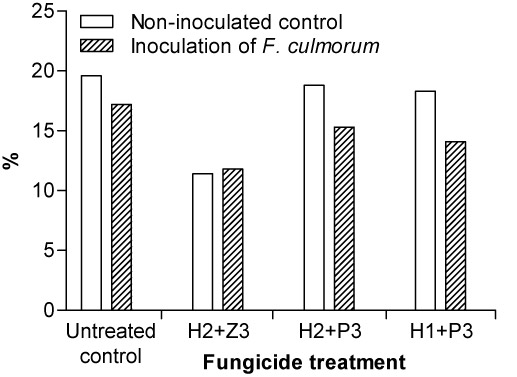 25
Non-inoculated control
Inoculation of F. culmorum
20
15
%
10
5
0
Untreated control
H2+Z3
H2+P3
H1+P3
Fungicide treatment